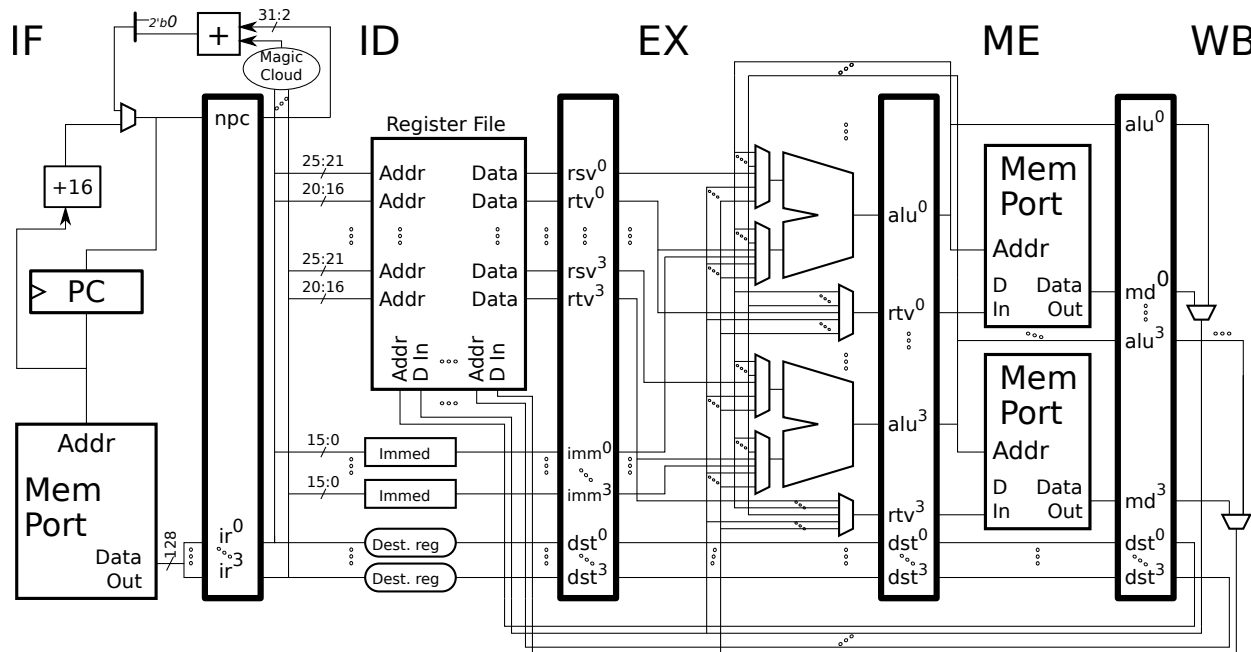 IF
ID
EX
ME
WB
2'b0
+
31:2
Magic
Cloud
npc
+16
PC
Addr
Mem
Port
Data
Out
128
ir⁰
ir³
Register File
25:21
Addr
Data
20:16
Addr
Data
25:21
Addr
Data
20:16
Addr
Data
Addr
D In
Addr
D In
15:0
Immed
15:0
Immed
Dest. reg
Dest. reg
rsv⁰
rtv⁰
rsv³
rtv³
imm⁰
imm³
dst⁰
dst³
alu⁰
rtv⁰
alu³
rtv³
dst⁰
dst³
Mem
Port
Addr
D
In
Data
Out
Mem
Port
Addr
D
In
Data
Out
alu⁰
md⁰
alu³
md³
dst⁰
dst³